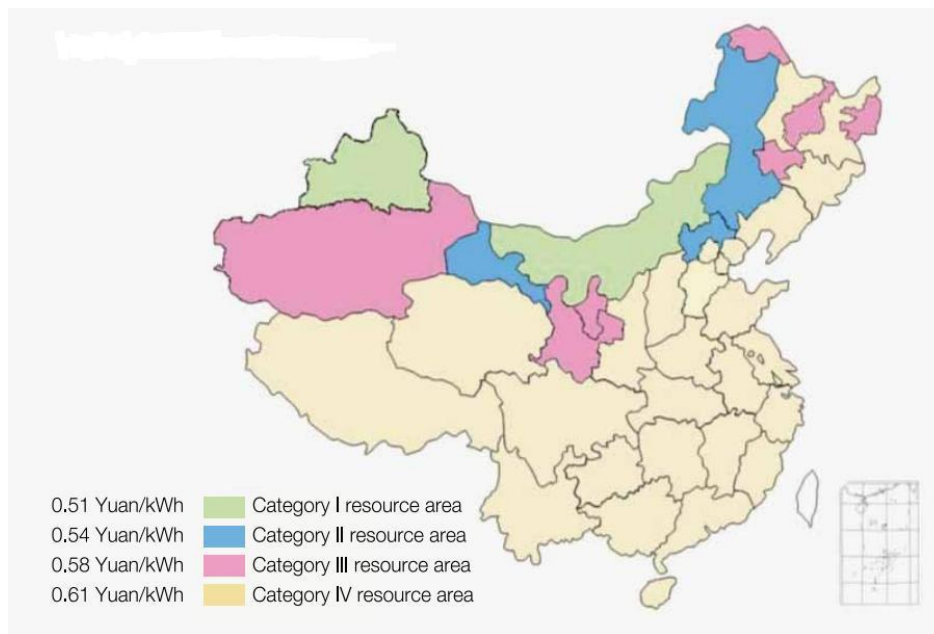 0.51 Yuan/kWh Category I resource area
0.54 Yuan/kWh Category II resource area
0.58 Yuan/kWh Category III resource area
0.61 Yuan/kWh Category IV resource area